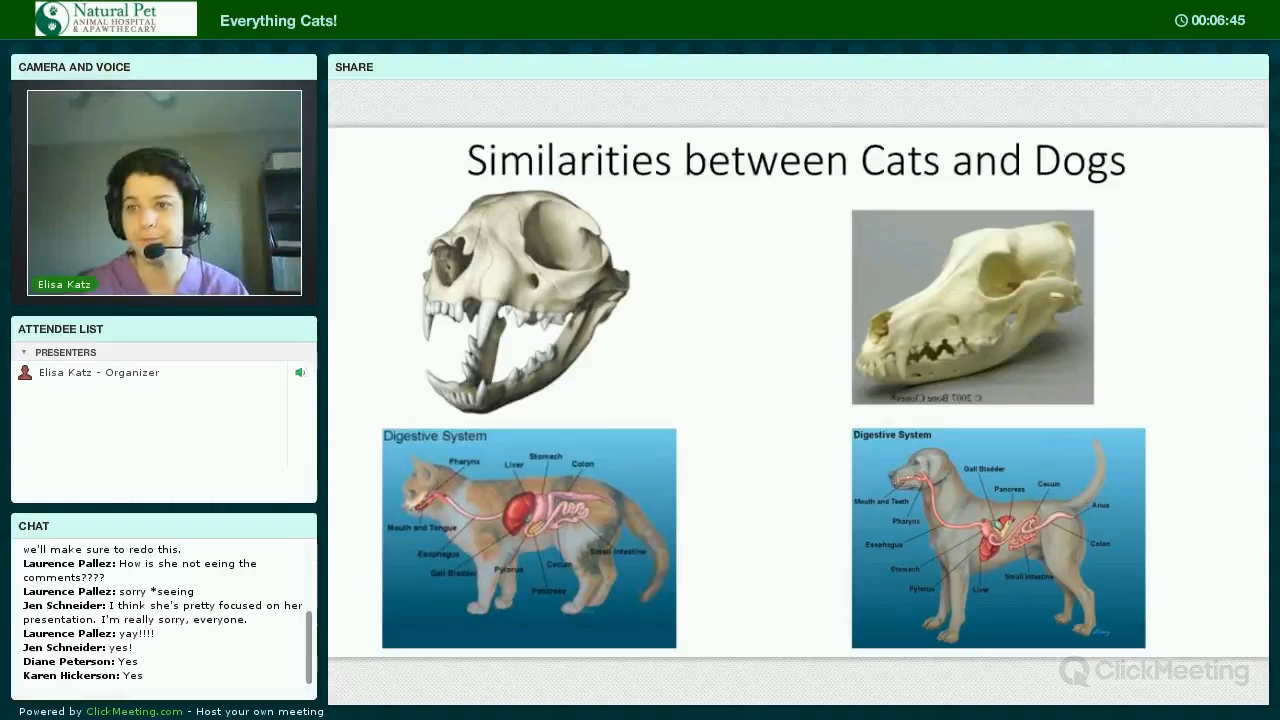 Natural Pet
ANIMAL HOSPITAL
& APAWTHECARY
Everything Cats!
00:06:45
CAMERA AND VOICE
Elisa Katz
ATTENDEE LIST
PRESENTERS
Elisa Katz - Organizer
CHAT
we'll make sure to redo this.
Laurence Pallez: How is she not eeing the
comments????
Laurence Pallez: sorry *seeing
Jen Schneider: I think she's pretty focused on her
presentation. I'm really sorry, everyone.
Laurence Pallez: yay!!!!
Jen Schneider: yes!
Diane Peterson: Yes
Karen Hickerson: Yes
SHARE
Similarities between Cats and Dogs
© 2007 Bone Clones
Digestive System
Pharynx
Liver
Stomach
Colon
Mouth and Tongue
Esophagus
Gall Bladder
Pylorus
Cecum
Pancreas
Small Intestine
Digestive System
Gall Bladder
Pancreas
Cecum
Mouth and Teeth
Anus
Pharynx
Esophagus
Colon
Stomach
Small Intestine
Pylorus
Liver
ClickMeeting
Powered by ClickMeeting.com - Host your own meeting